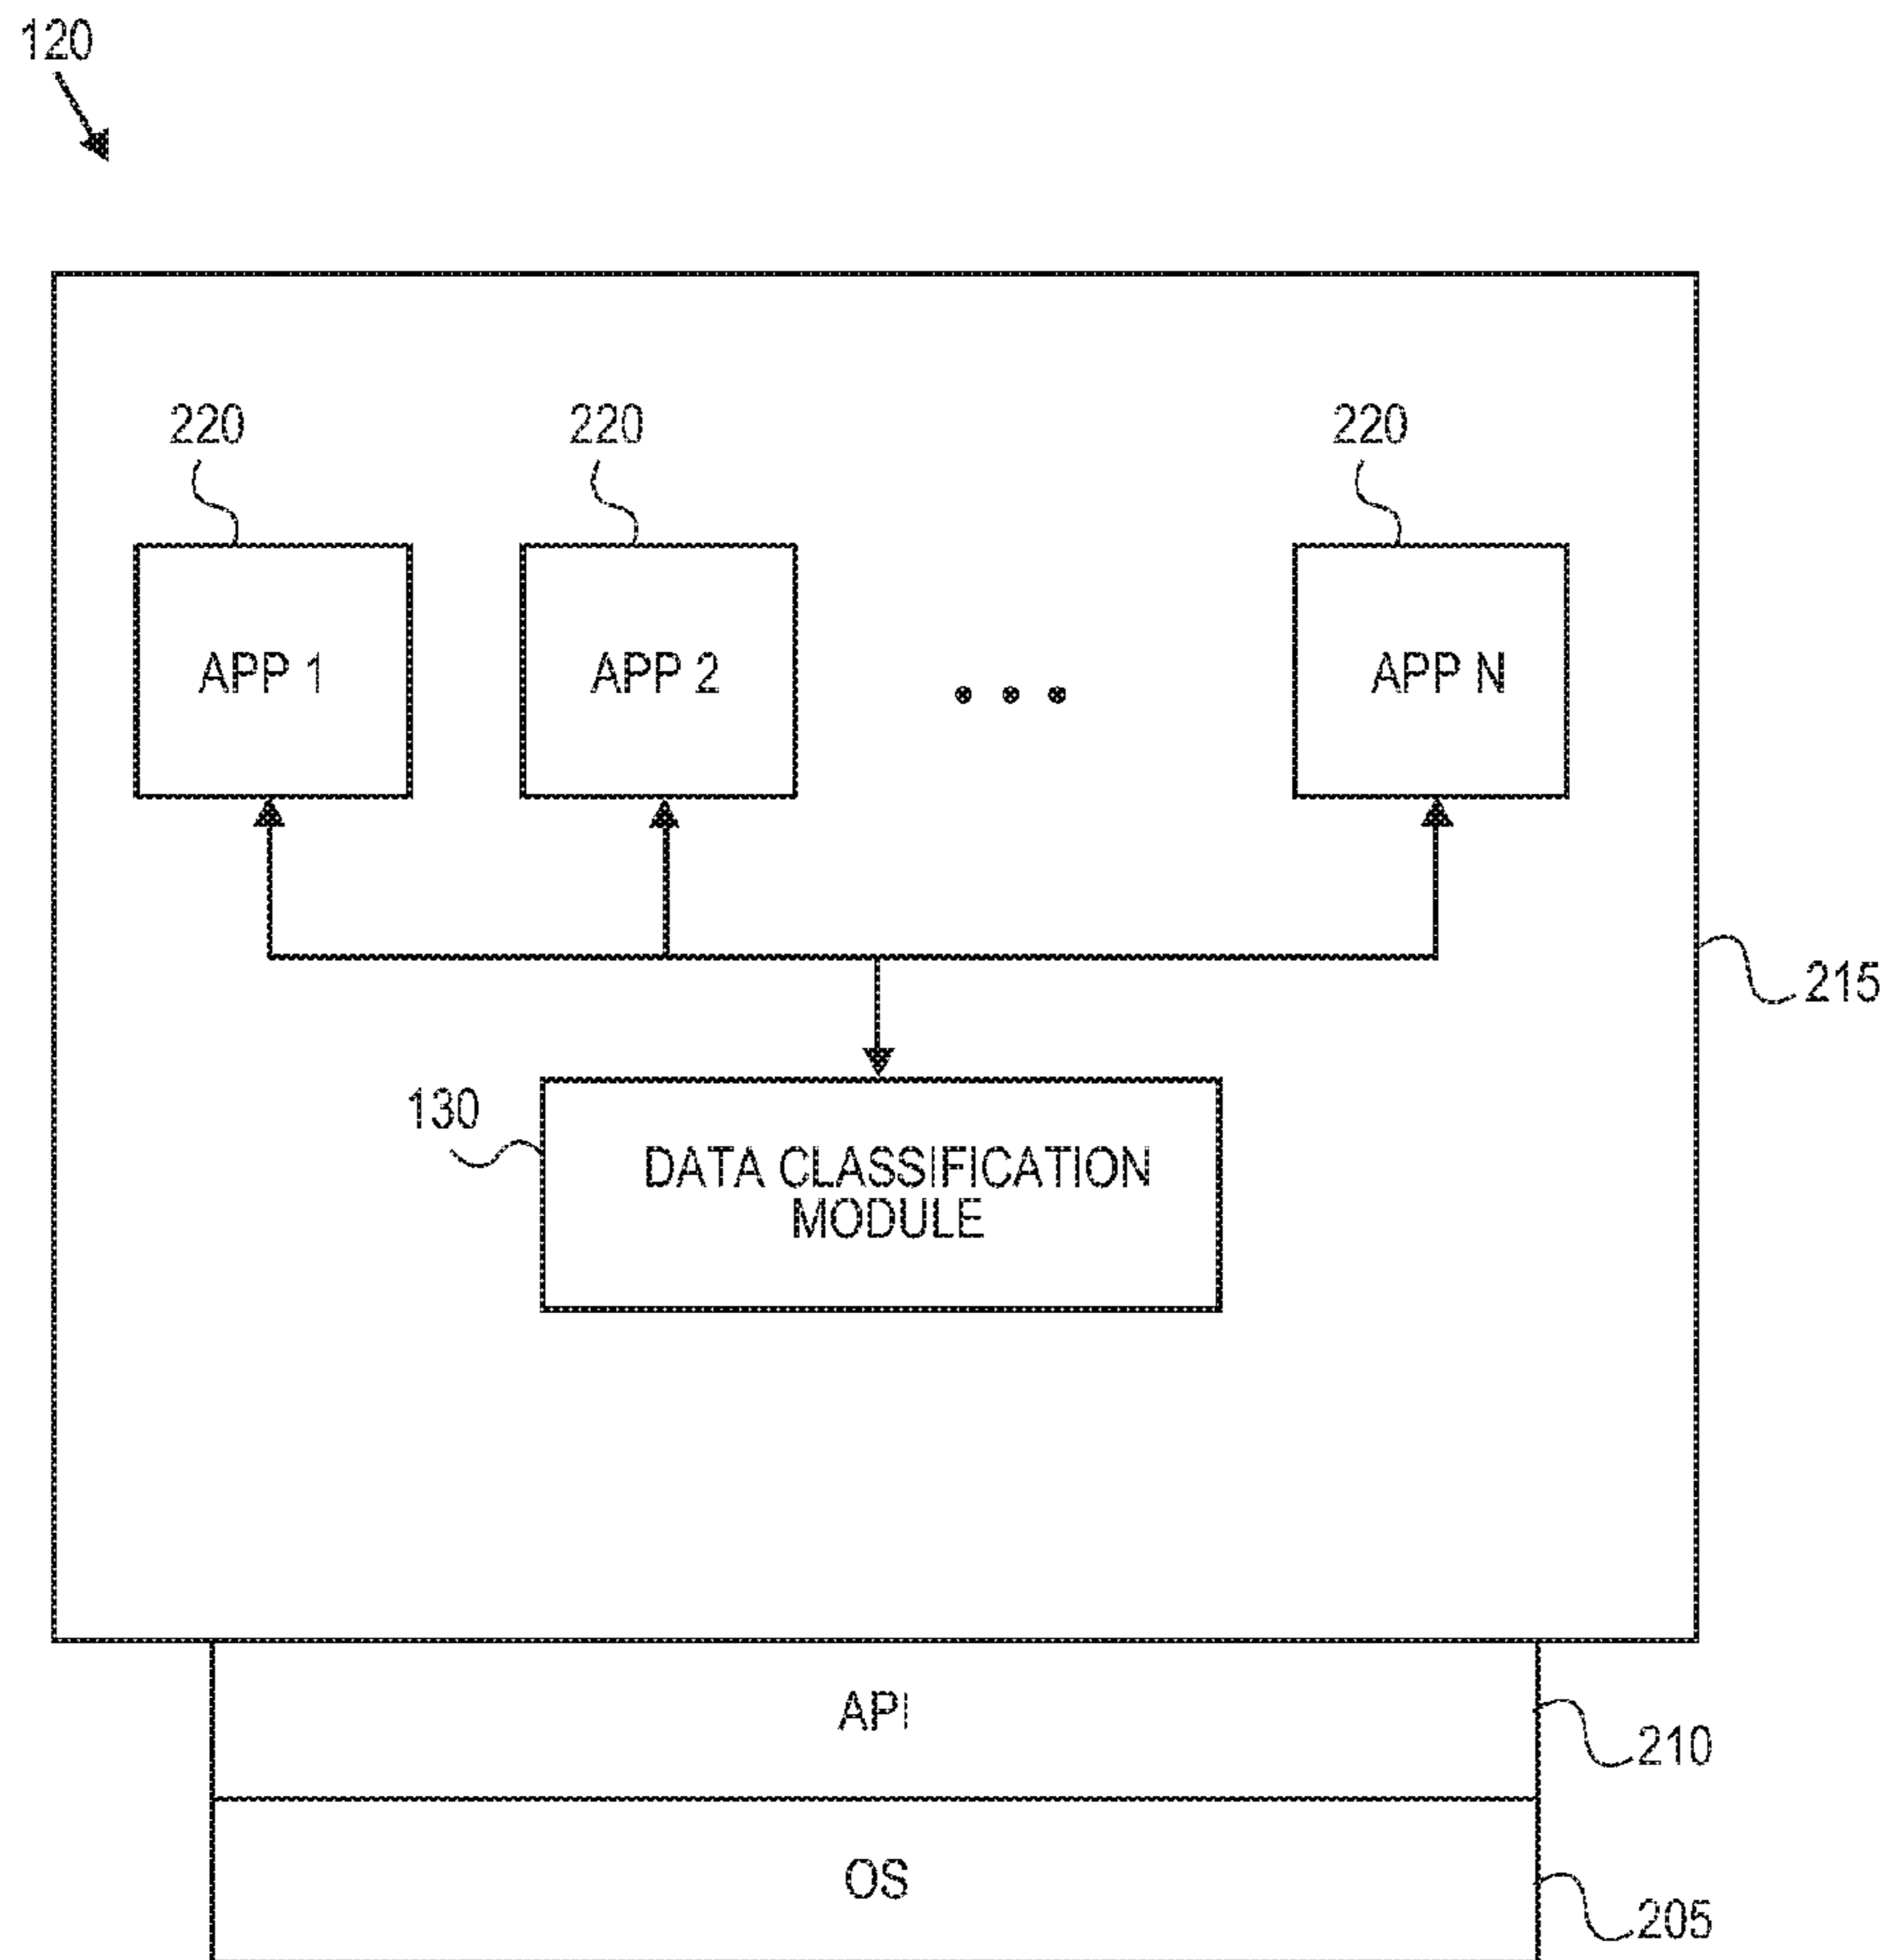 120
220 220 220
APP 1 APP 2 APP N
215
130
DATA CLASSIFICATION
MODULE
API
210
OS
205